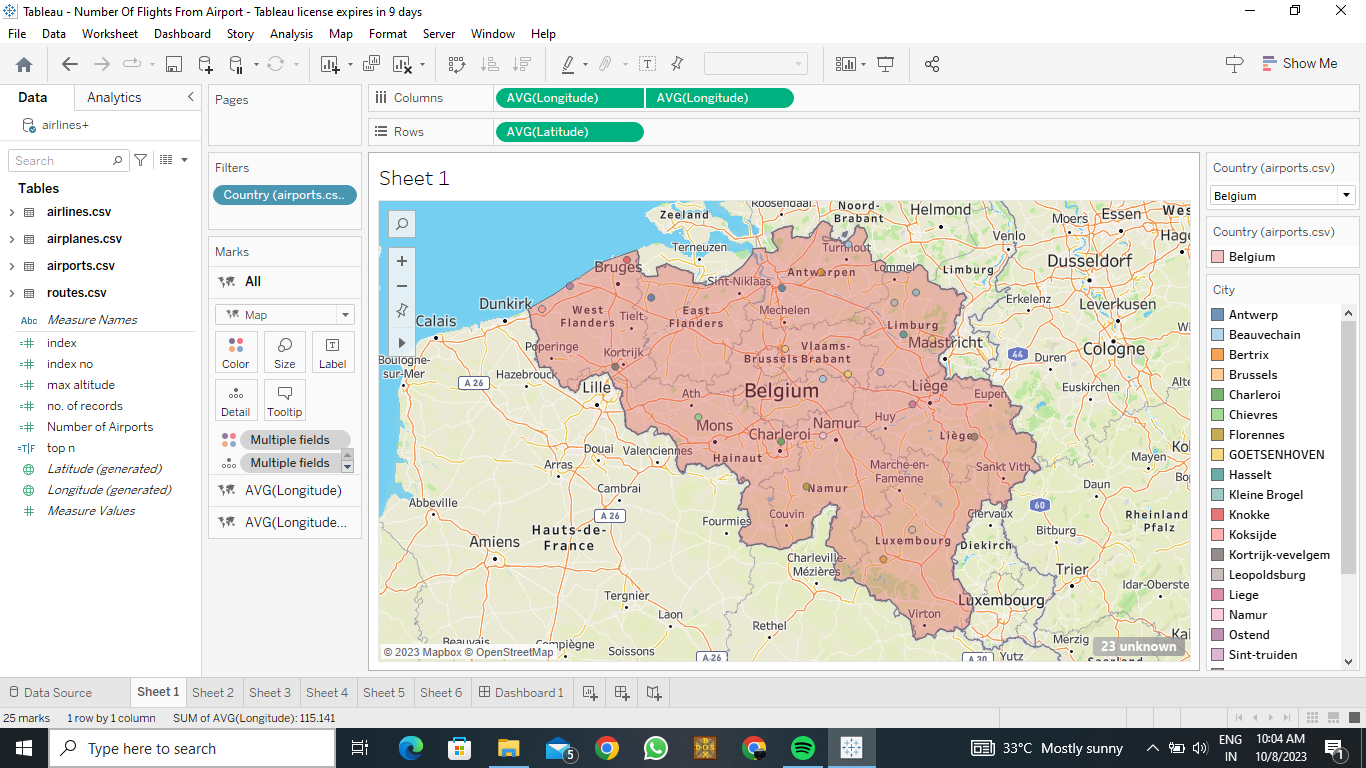 Tableau - Number Of Flights From Airport - Tableau license expires in 9 days
File Data Worksheet Dashboard Story Analysis Map Format Server Window Help
Show Me
Data Analytics
airlines+
Search
Tables
airlines.csv
airplanes.csv
airports.csv
routes.csv
Abc Measure Names
index
index no
max altitude
no. of records
Number of Airports
top n
Latitude (generated)
Longitude (generated)
Measure Values
Pages
Filters
Country (airports.cs..
Marks
All
Map
Color Size Label
Detail Tooltip
Multiple fields
Multiple fields
AVG(Longitude)
AVG(Longitude...
Columns AVG(Longitude) AVG(Longitude)
Rows AVG(Latitude)
Sheet 1
Zeeland
Roosendaal
Noord-
Brabant
Helmond
Moers
Essen
Terneuzen
Turnhout
Venlo
Düsseldorf
Bruges
Antwerpen
Lommel
Limburg
Sint-Niklaas
Erkelenz
Leverkusen
Dunkirk
Calais
West
Flanders
Tielt
East
Flanders
Mechelen
Limburg
Maastricht
Cologne
Boulogne-
sur-Mer
Poperinge
Kortrijk
Vlaams-
Brussels Brabant
44
Duren
A 26
Hazebrouck
Lille
Ath
Belgium
Liège
Eupen
Euskirchen
Mons
Charleroi
Namur
Huy
Liège
Douai
Valenciennes
Hainaut
Arras
Marche-en-
Famenne
Sankt Vith
Mayen
Cambrai
Namur
Daun
Abbeville
A 26
Couvin
60
Fourmies
Clervaux
Rheinland
Pfalz
Hauts-de-
France
Bitburg
Amiens
Luxembourg
Diekirch
Charleville-
Mézières
Trier
Idar-Oberste
Tergnier
Luxembourg
Laon
Rethel
Virton
Merzig
Beauvais
Compiègne
Soissons
A 26
A 30
Yutz
© 2023 Mapbox © OpenStreetMap
23 unknown
Country (airports.csv)
Belgium
Country (airports.csv)
Belgium
City
Antwerp
Beauvechain
Bertrix
Brussels
Charleroi
Chievres
Florennes
GOETSENHOVEN
Hasselt
Kleine Brogel
Knokke
Koksijde
Kortrijk-vevelgem
Leopoldsburg
Liege
Namur
Ostend
Sint-truiden
Data Source Sheet 1 Sheet 2 Sheet 3 Sheet 4 Sheet 5 Sheet 6 Dashboard 1
25 marks 1 row by 1 column SUM of AVG(Longitude): 115.141
Type here to search
5
33°C Mostly sunny
ENG
IN
10:04 AM
10/8/2023
1